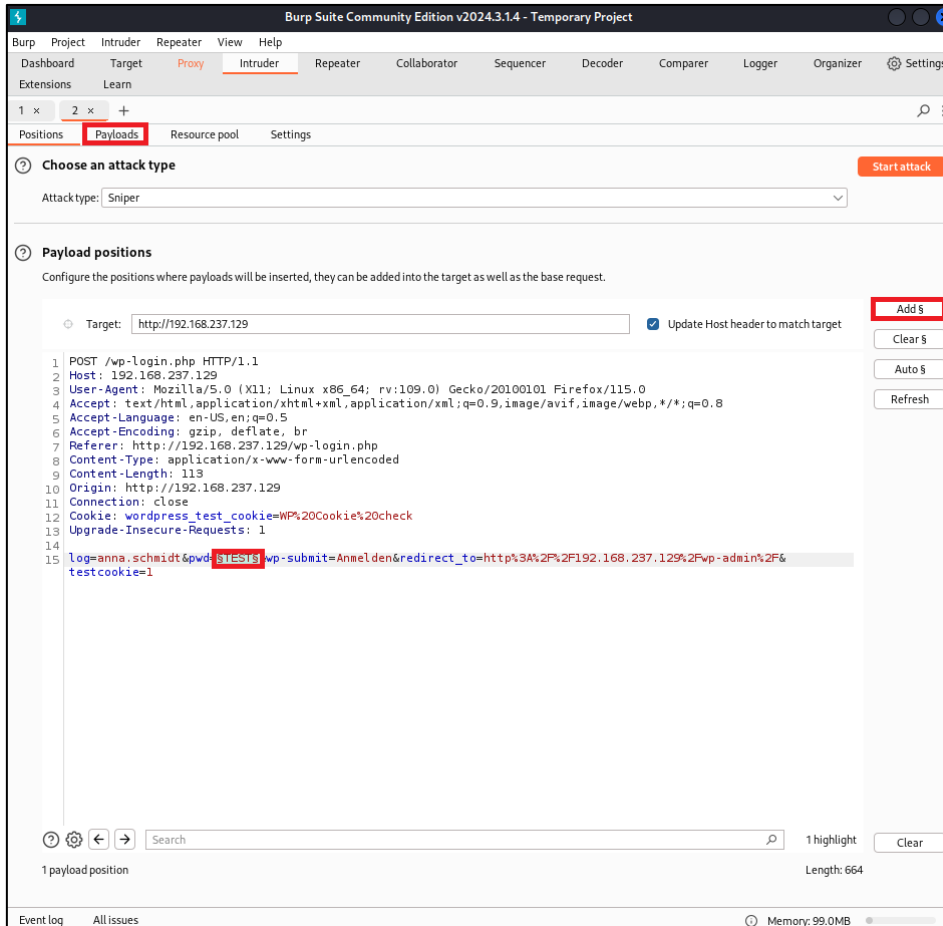 Burp Suite Community Edition v2024.3.1.4 - Temporary Project
Burp Project Intruder Repeater View Help
Dashboard Target Proxy Intruder Repeater Collaborator Sequencer Decoder Comparer Logger Organizer Settings
Extensions Learn
1 × 2 × +
Positions Payloads Resource pool Settings
? Choose an attack type
Start attack
Attack type: Sniper
? Payload positions
Configure the positions where payloads will be inserted, they can be added into the target as well as the base request.
Add §
Target: http://192.168.237.129 Update Host header to match target
Clear §
Auto §
Refresh
1 POST /wp-login.php HTTP/1.1
2 Host: 192.168.237.129
3 User-Agent: Mozilla/5.0 (X11; Linux x86_64; rv:109.0) Gecko/20100101 Firefox/115.0
4 Accept: text/html,application/xhtml+xml,application/xml;q=0.9,image/avif,image/webp,*/*;q=0.8
5 Accept-Language: en-US,en;q=0.5
6 Accept-Encoding: gzip, deflate, br
7 Referer: http://192.168.237.129/wp-login.php
8 Content-Type: application/x-www-form-urlencoded
9 Content-Length: 113
10 Origin: http://192.168.237.129
11 Connection: close
12 Cookie: wordpress_test_cookie=WP%20Cookie%20check
13 Upgrade-Insecure-Requests: 1
14
15 log=anna.schmidt&pwd=§TEST§&wp-submit=Anmelden&redirect_to=http%3A%2F%2F192.168.237.129%2Fwp-admin%2F&
testcookie=1
? Search 1 highlight Clear
1 payload position Length: 664
Event log All issues Memory: 99.0MB